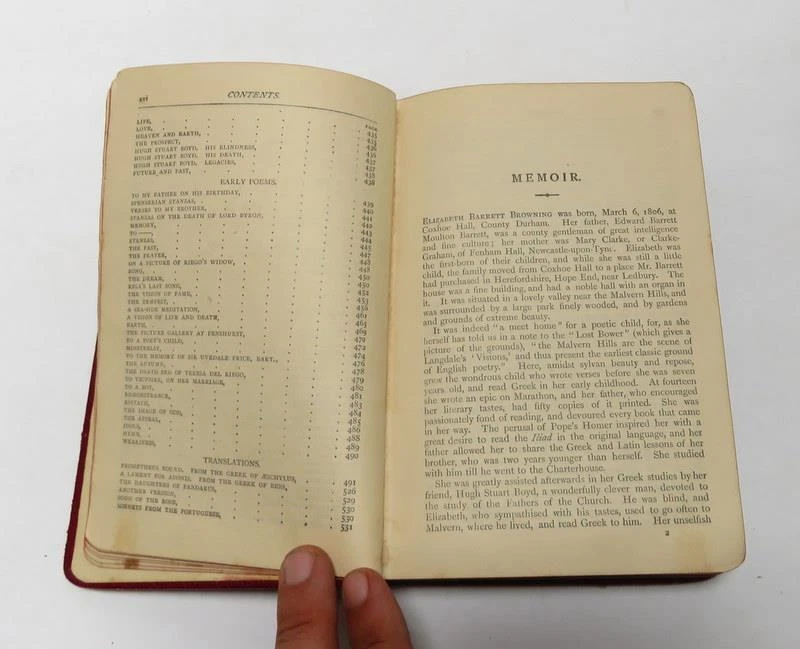 xvi CONTENTS.
PAGE
LIFE,
LOVE, 435
HEAVEN AND EARTH, 435
THE PROSPECT, 436
HUGH STUART BOYD, HIS BLINDNESS, 436
HUGH STUART BOYD, HIS DEATH, 437
HUGH STUART BOYD, LEGACIES, 437
FUTURE AND PAST, 438
EARLY POEMS.
TO MY FATHER ON HIS BIRTHDAY, 439
SPENSERIAN STANZAS, 440
VERSES TO MY BROTHER, 441
STANZAS ON THE DEATH OF LORD BYRON,
MEMORY,
TO ——,
STANZAS,
THE PAST,
THE PRAYER,
ON A PICTURE OF RIEGO'S WIDOW,
SONG,
THE DREAM,
THE VISION OF FAME,
THE TEMPEST,
A SEA-SIDE MEDITATION,
A VISION OF LIFE AND DEATH,
EARTH,
THE PICTURE GALLERY AT PENSHURST,
TO A POET'S CHILD,
MINSTRELSY,
TO THE MEMORY OF SIR UVEDALE PRICE, BART.,
THE AUTUMN,
THE DEATH-BED OF TERESA DEL RIEGO,
TO VICTOIRE, ON HER MARRIAGE,
TO A BOY,
REMONSTRANCE,
EPITAPH,
THE IMAGE OF GOD,
THE APPEAL,
IDOLS,
HYMN,
WEARINESS, 490
TRANSLATIONS.
PROMETHEUS BOUND. FROM THE GREEK OF ÆSCHYLUS, 491
A LAMENT FOR ADONIS. FROM THE GREEK OF BION, 526
THE DAUGHTERS OF PANDARUS, 529
ANOTHER VERSION, 530
SONG OF THE ROSE, 530
SONNETS FROM THE PORTUGUESE, 531
MEMOIR.
ELIZABETH BARRETT BROWNING was born, March 6, 1806, at
Coxhoe Hall, County Durham. Her father, Edward Barrett
Moulton Barrett, was a county gentleman of great intelligence
and fine culture; her mother was Mary Clarke, or Clarke-
Graham, of Fenham Hall, Newcastle-upon-Tyne. Elizabeth was
the first-born of their children, and while she was still a little
child, the family moved from Coxhoe Hall to a place Mr. Barrett
had purchased in Herefordshire, Hope End, near Ledbury. The
house was a fine building, and had a noble hall with an organ in
it. It was situated in a lovely valley near the Malvern Hills, and
was surrounded by a large park finely wooded, and by gardens
and grounds of extreme beauty.
It was indeed "a meet home" for a poetic child, for, as she
herself has told us in a note to the "Lost Bower" (which gives a
picture of the grounds), "the Malvern Hills are the scene of
Langdale's 'Visions,' and thus present the earliest classic ground
of English poetry." Here, amidst sylvan beauty and repose,
grew the wondrous child who wrote verses before she was seven
years old, and read Greek in her early childhood. At fourteen
she wrote an epic on Marathon, and her father, who encouraged
her literary tastes, had fifty copies of it printed. She was
passionately fond of reading, and devoured every book that came
in her way. The perusal of Pope's Homer inspired her with a
great desire to read the Iliad in the original language, and her
father allowed her to share the Greek and Latin lessons of her
brother, who was two years younger than herself. She studied
with him till he went to the Charterhouse.
She was greatly assisted afterwards in her Greek studies by her
friend, Hugh Stuart Boyd, a wonderfully clever man, devoted to
the study of the Fathers of the Church. He was blind, and
Elizabeth, who sympathised with his tastes, used to go often to
Malvern, where he lived, and read Greek to him. Her unselfish
2